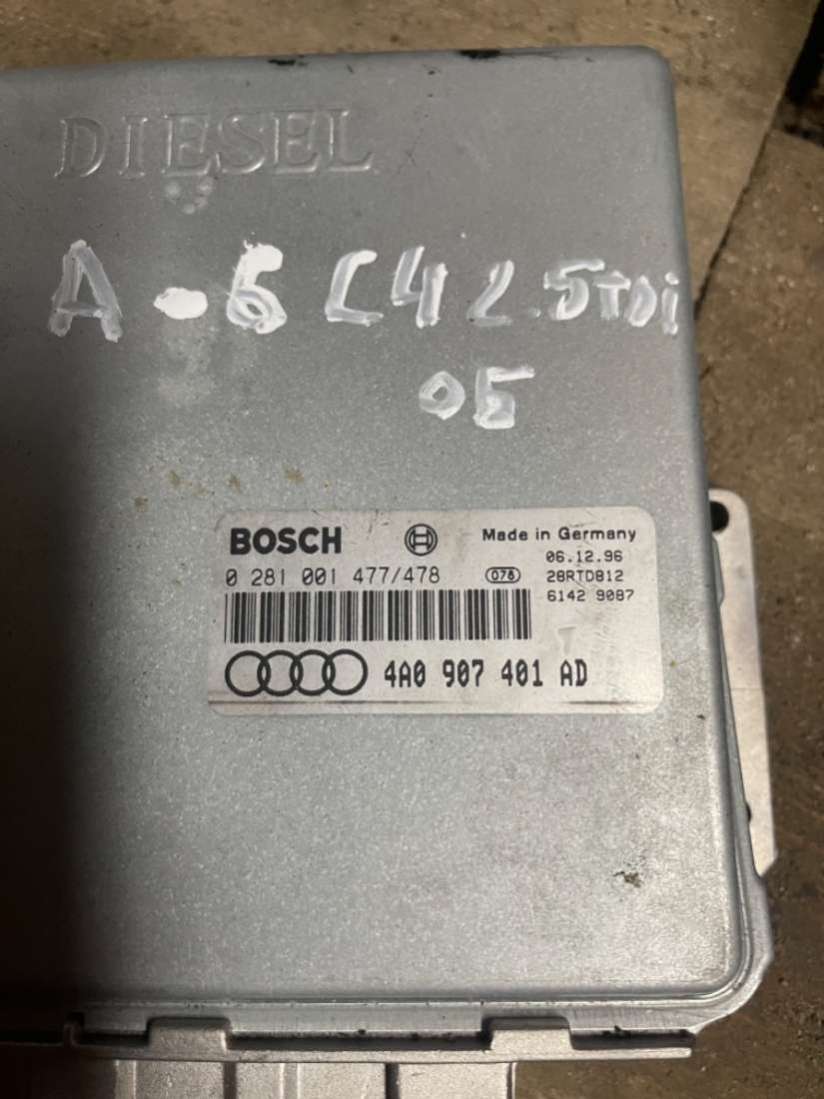 DIESEL
A-6 C4 2.5TDi
05
BOSCH Made in Germany
06.12.96
0 281 001 477/478 078 28RTD812
6142 9087
4A0 907 401 AD